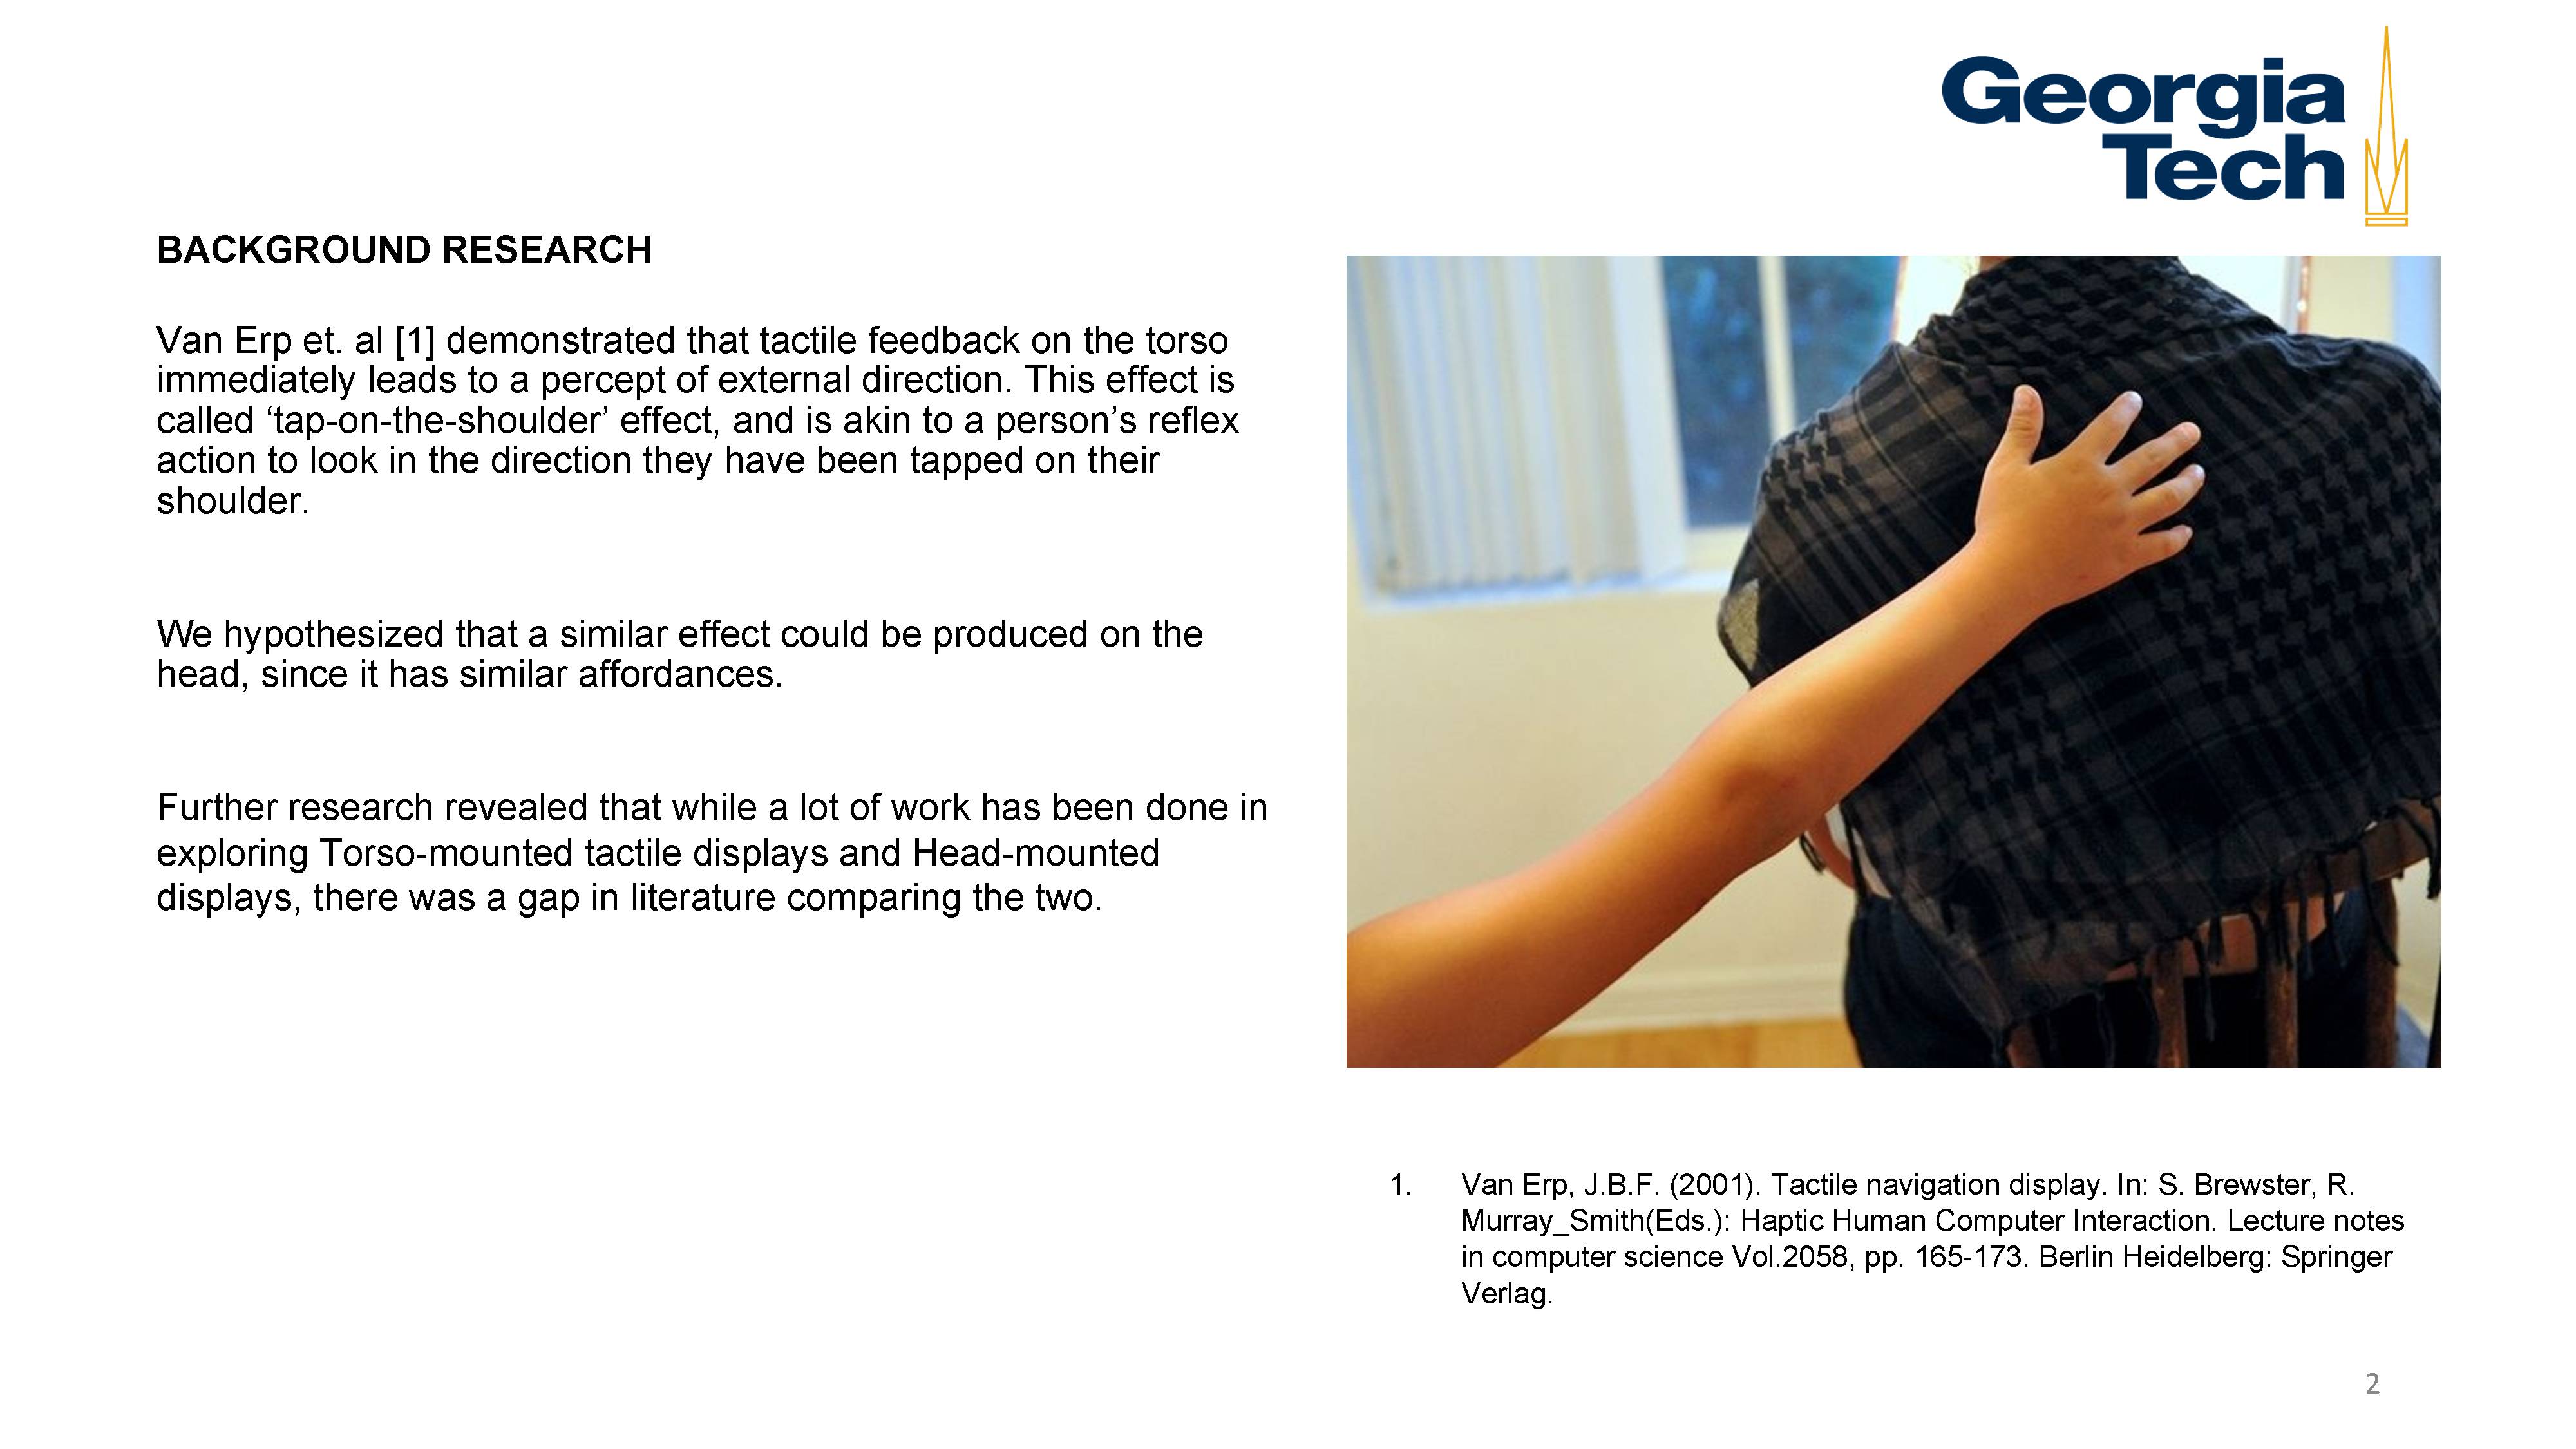 Georgia
Tech
BACKGROUND RESEARCH
Van Erp et. al [1] demonstrated that tactile feedback on the torso
immediately leads to a percept of external direction. This effect is
called ‘tap-on-the-shoulder’ effect, and is akin to a person’s reflex
action to look in the direction they have been tapped on their
shoulder.
We hypothesized that a similar effect could be produced on the
head, since it has similar affordances.
Further research revealed that while a lot of work has been done in
exploring Torso-mounted tactile displays and Head-mounted
displays, there was a gap in literature comparing the two.
1. Van Erp, J.B.F. (2001). Tactile navigation display. In: S. Brewster, R.
Murray_Smith(Eds.): Haptic Human Computer Interaction. Lecture notes
in computer science Vol.2058, pp. 165-173. Berlin Heidelberg: Springer
Verlag.
2